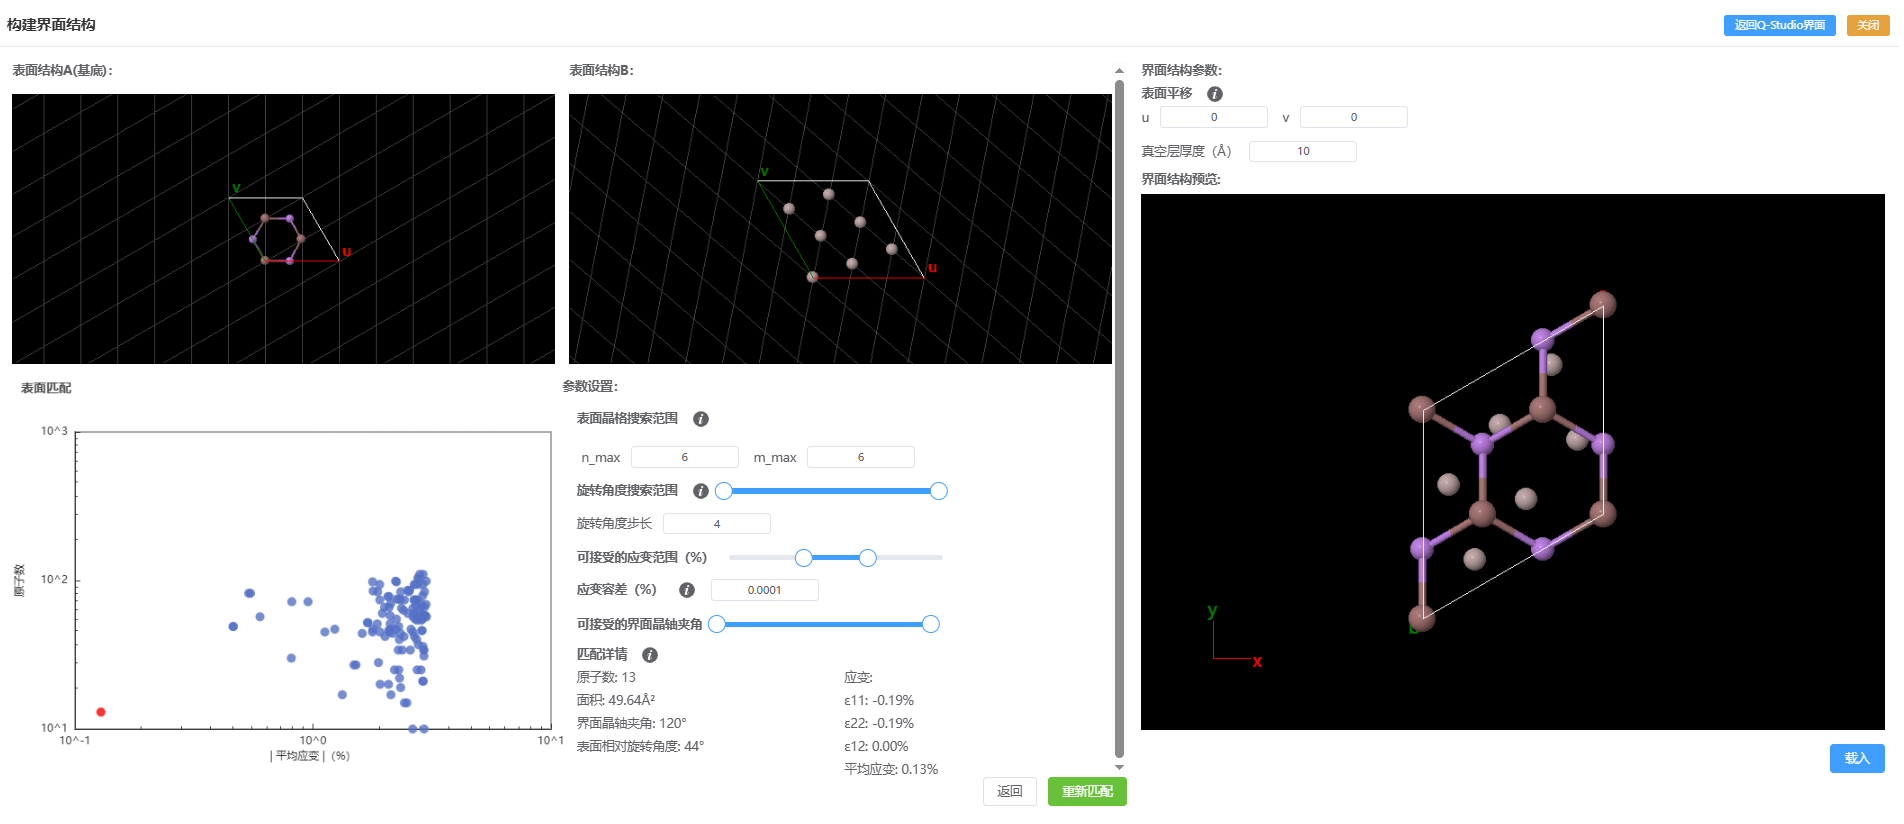 构建界面结构
返回Q-Studio界面
关闭
表面结构A(基底):
v
u
表面结构B:
v
u
表面匹配
10^3
10^2
10^1
原子数
10^-1
10^0
10^1
| 平均应变 | （%）
参数设置:
表面晶格搜索范围
n_max 6 m_max 6
旋转角度搜索范围
旋转角度步长 4
可接受的应变范围（%）
应变容差（%） 0.0001
可接受的界面晶轴夹角
匹配详情
原子数: 13
面积: 49.64Å²
界面晶轴夹角: 120°
表面相对旋转角度: 44°
应变:
ε11: -0.19%
ε22: -0.19%
ε12: 0.00%
平均应变: 0.13%
返回
重新匹配
界面结构参数:
表面平移
u 0 v 0
真空层厚度（Å） 10
界面结构预览:
y
x
载入